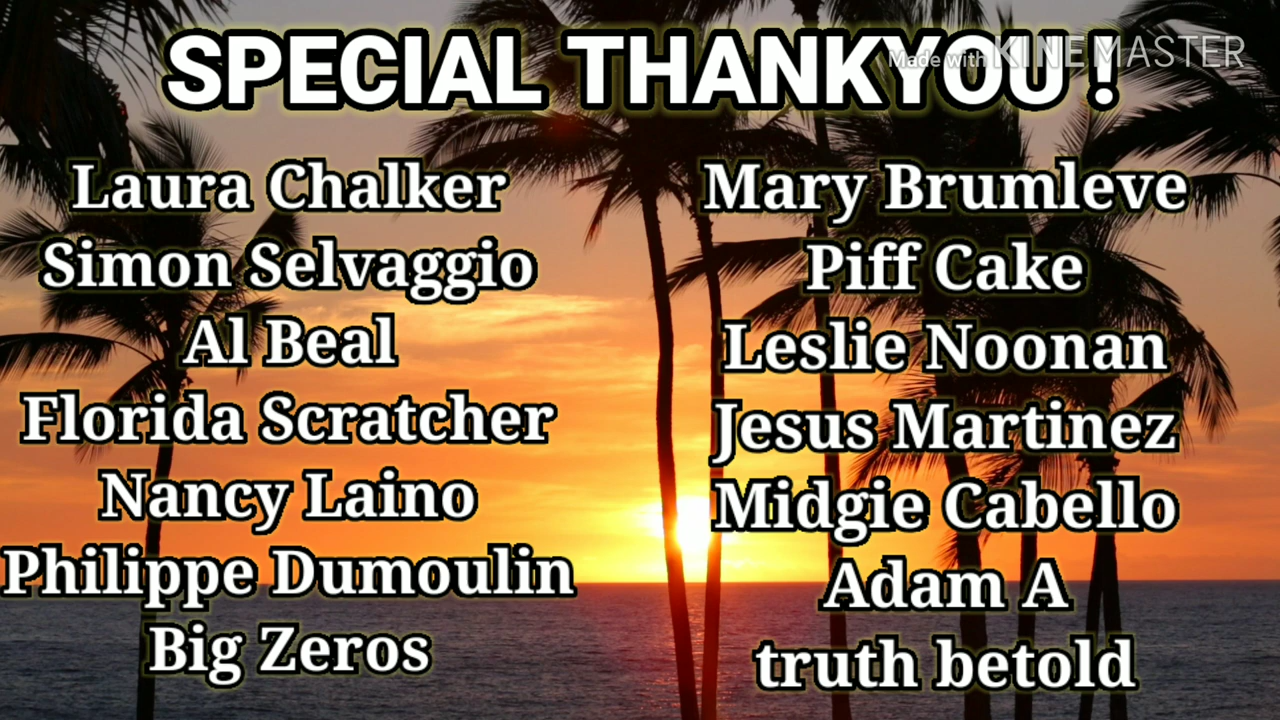 SPECIAL THANKYOU !
Made with KINEMASTER
Laura Chalker
Simon Selvaggio
Al Beal
Florida Scratcher
Nancy Laino
Philippe Dumoulin
Big Zeros
Mary Brumleve
Piff Cake
Leslie Noonan
Jesus Martinez
Midgie Cabello
Adam A
truth betold